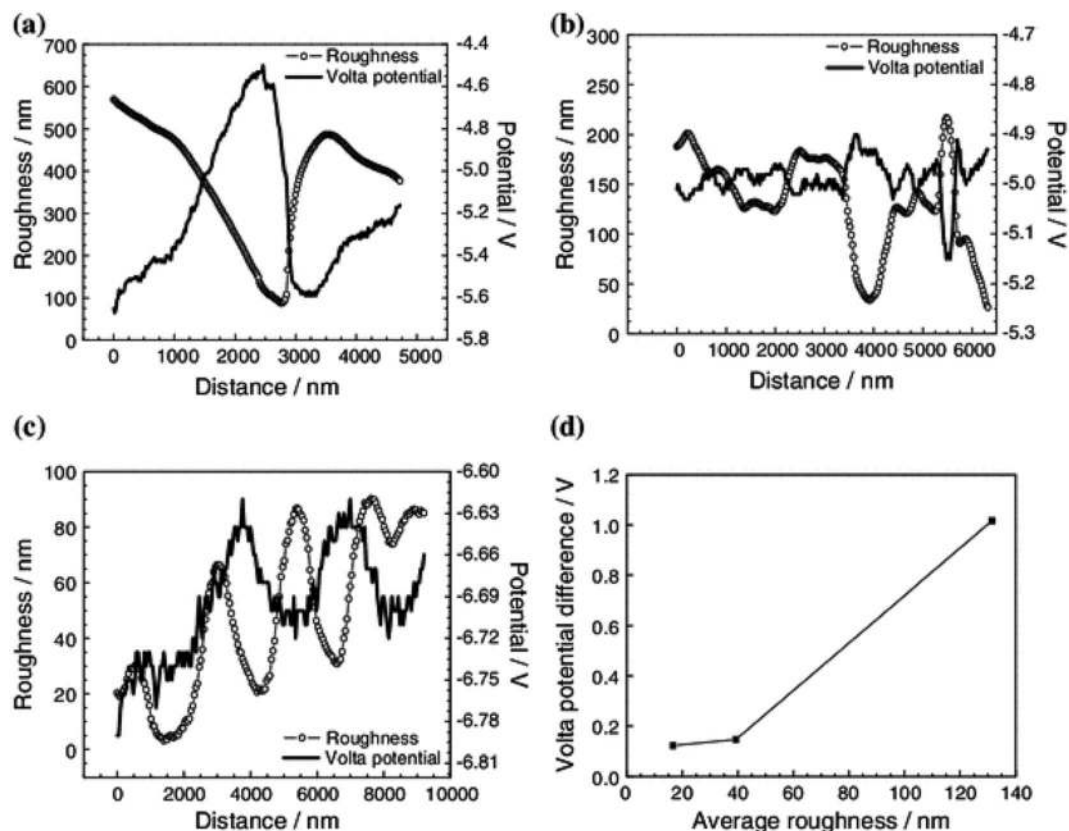 (a)
700
600
500
400
300
200
100
0
Roughness / nm
Roughness
Volta potential
-4.4
-4.6
-4.8
-5.0
-5.2
-5.4
-5.6
-5.8
Potential / V
0 1000 2000 3000 4000 5000
Distance / nm
(b)
300
250
200
150
100
50
0
Roughness / nm
Roughness
Volta potential
-4.7
-4.8
-4.9
-5.0
-5.1
-5.2
-5.3
Potential / V
0 1000 2000 3000 4000 5000 6000
Distance / nm
(c)
100
80
60
40
20
0
Roughness / nm
Roughness
Volta potential
-6.60
-6.63
-6.66
-6.69
-6.72
-6.75
-6.78
-6.81
Potential / V
0 2000 4000 6000 8000 10000
Distance / nm
(d)
1.2
1.0
0.8
0.6
0.4
0.2
0.0
Volta potential difference / V
0 20 40 60 80 100 120 140
Average roughness / nm